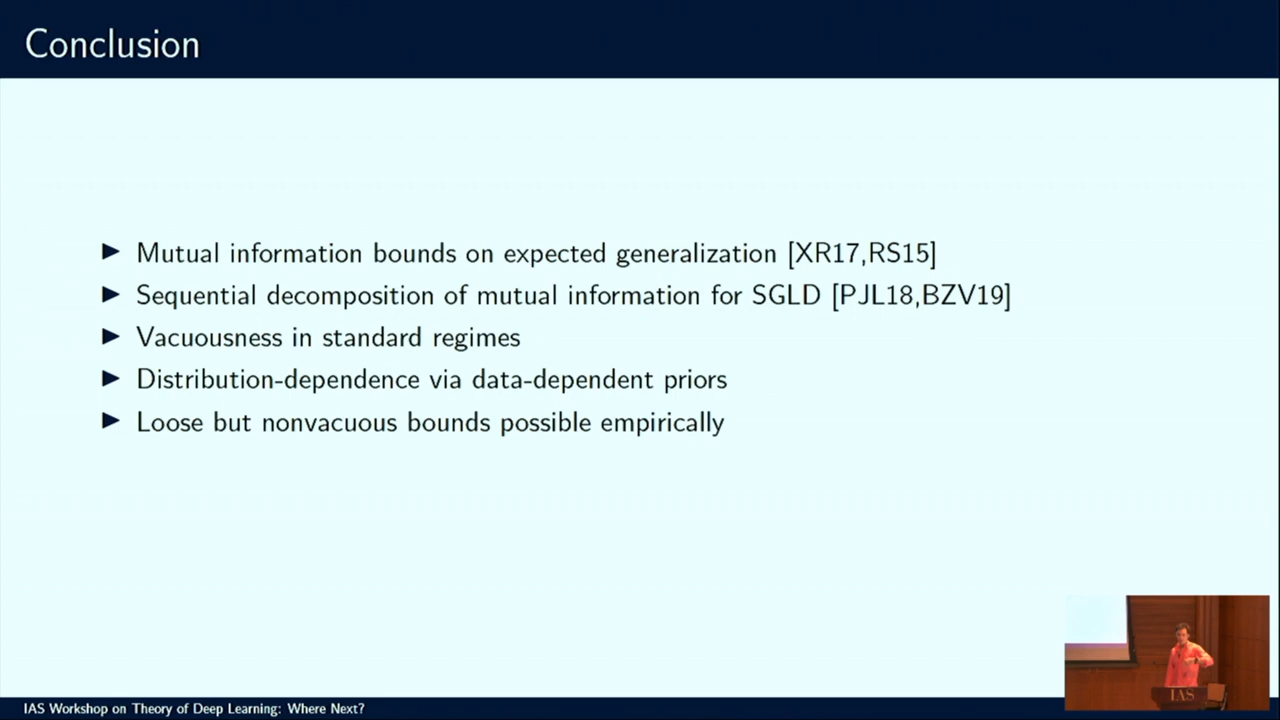 Conclusion
Mutual information bounds on expected generalization [XR17,RS15]
Sequential decomposition of mutual information for SGLD [PJL18,BZV19]
Vacuousness in standard regimes
Distribution-dependence via data-dependent priors
Loose but nonvacuous bounds possible empirically
IAS
IAS Workshop on Theory of Deep Learning: Where Next?